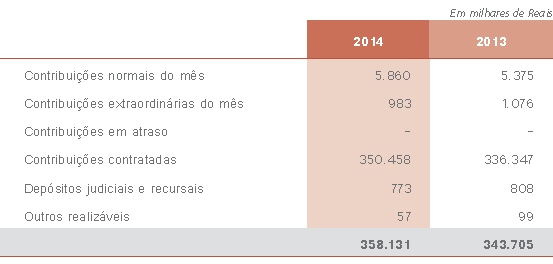 Em milhares de Reais
2014 2013
Contribuições normais do mês 5.860 5.375
Contribuições extraordinárias do mês 983 1.076
Contribuições em atraso – –
Contribuições contratadas 350.458 336.347
Depósitos judiciais e recursais 773 808
Outros realizáveis 57 99
358.131 343.705